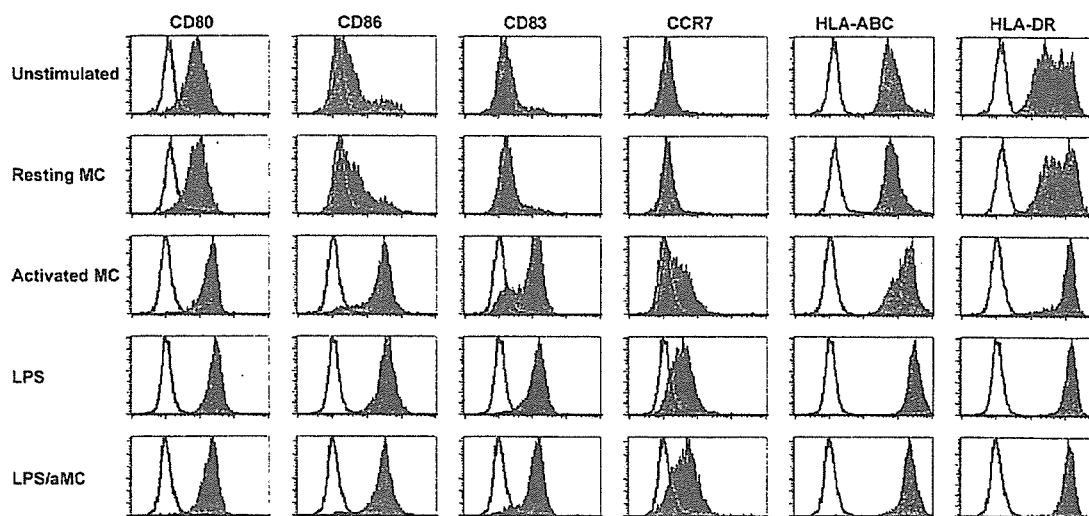 CD80 CD86 CD83 CCR7 HLA-ABC HLA-DR
Unstimulated
Resting MC
Activated MC
LPS
LPS/aMC